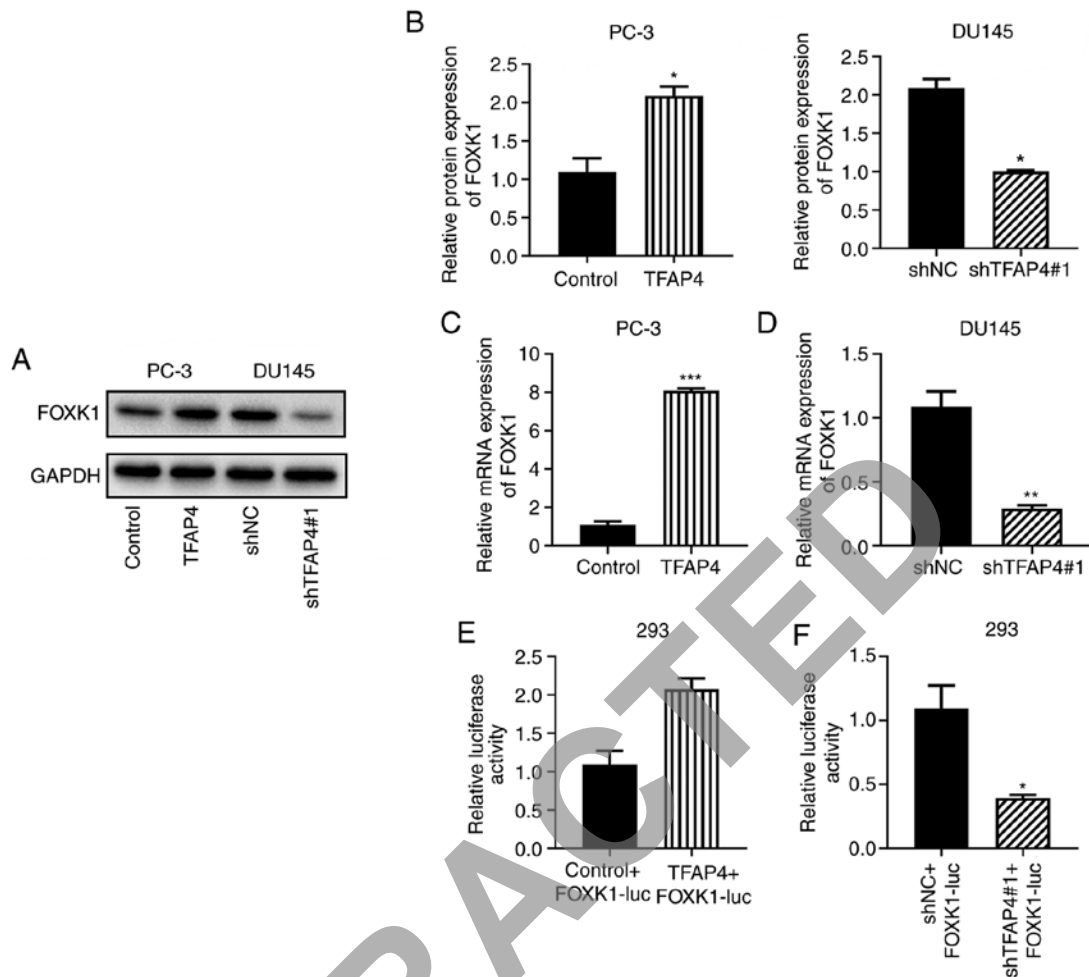 B
PC-3
Relative protein expression
of FOXK1
2.5
2.0
1.5
1.0
0.5
0.0
*
Control
TFAP4
DU145
Relative protein expression
of FOXK1
2.5
2.0
1.5
1.0
0.5
0.0
*
shNC
shTFAP4#1
A
PC-3
DU145
FOXK1
GAPDH
Control
TFAP4
shNC
shTFAP4#1
C
PC-3
Relative mRNA expression
of FOXK1
10
8
6
4
2
0
***
Control
TFAP4
D
DU145
Relative mRNA expression
of FOXK1
1.5
1.0
0.5
0.0
**
shNC
shTFAP4#1
E
293
Relative luciferase
activity
2.5
2.0
1.5
1.0
0.5
0.0
Control+
FOXK1-luc
TFAP4+
FOXK1-luc
F
293
Relative luciferase
activity
1.5
1.0
0.5
0.0
*
shNC+
FOXK1-luc
shTFAP4#1+
FOXK1-luc
RACTED